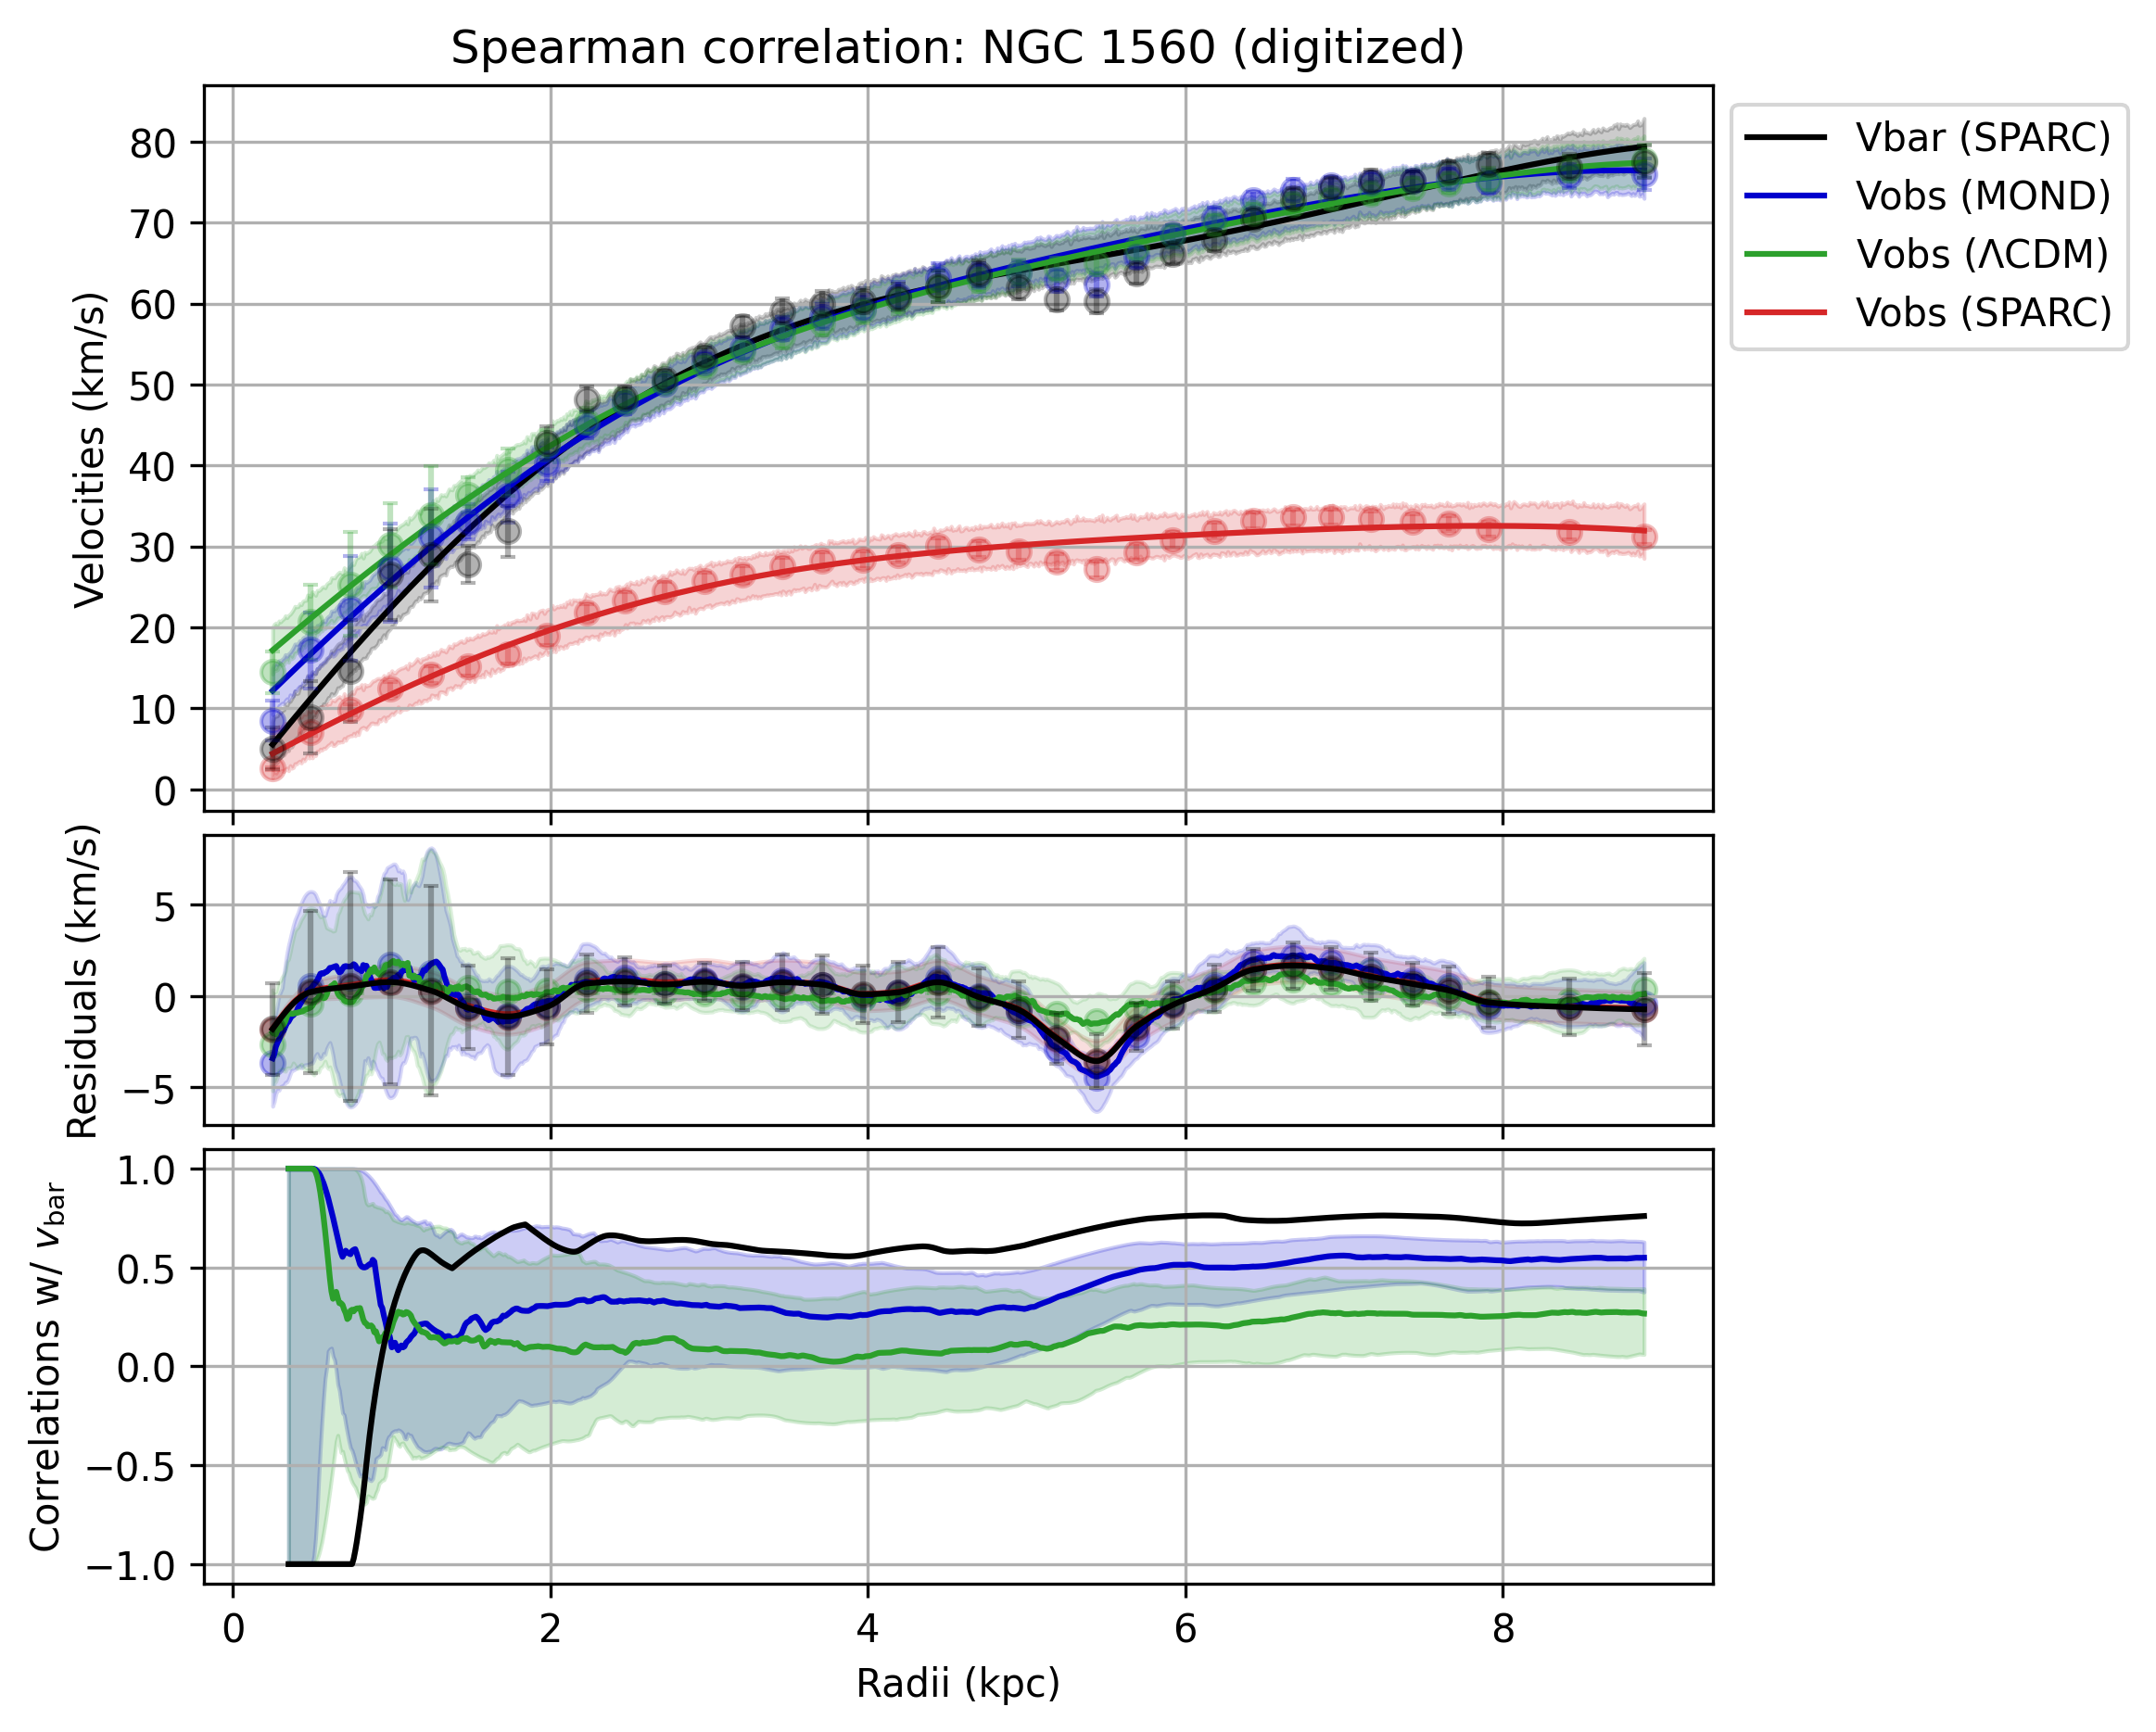 Spearman correlation: NGC 1560 (digitized)
Vbar (SPARC)
Vobs (MOND)
Vobs (ΛCDM)
Vobs (SPARC)
Velocities (km/s)
80
70
60
50
40
30
20
10
0
Residuals (km/s)
5
0
−5
Correlations w/ vbar
1.0
0.5
0.0
−0.5
−1.0
0 2 4 6 8
Radii (kpc)